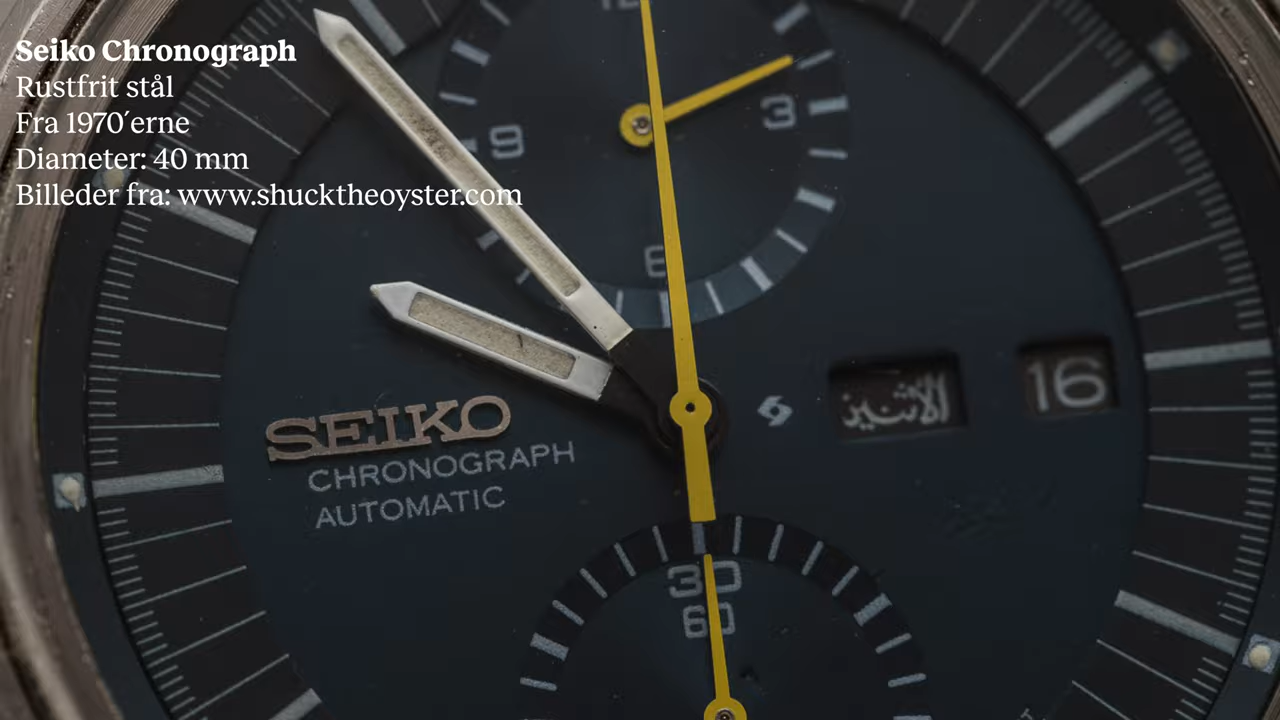 Seiko Chronograph
Rustfrit stål
Fra 1970´erne
Diameter: 40 mm
Billeder fra: www.shucktheoyster.com
12
9
3
6
الاثنين
16
SEIKO
CHRONOGRAPH
AUTOMATIC
30
60